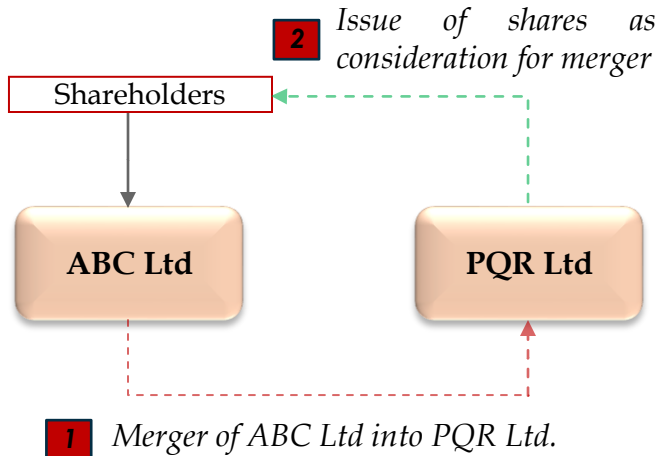 2 Issue of shares as
consideration for merger
Shareholders
ABC Ltd
PQR Ltd
1 Merger of ABC Ltd into PQR Ltd.